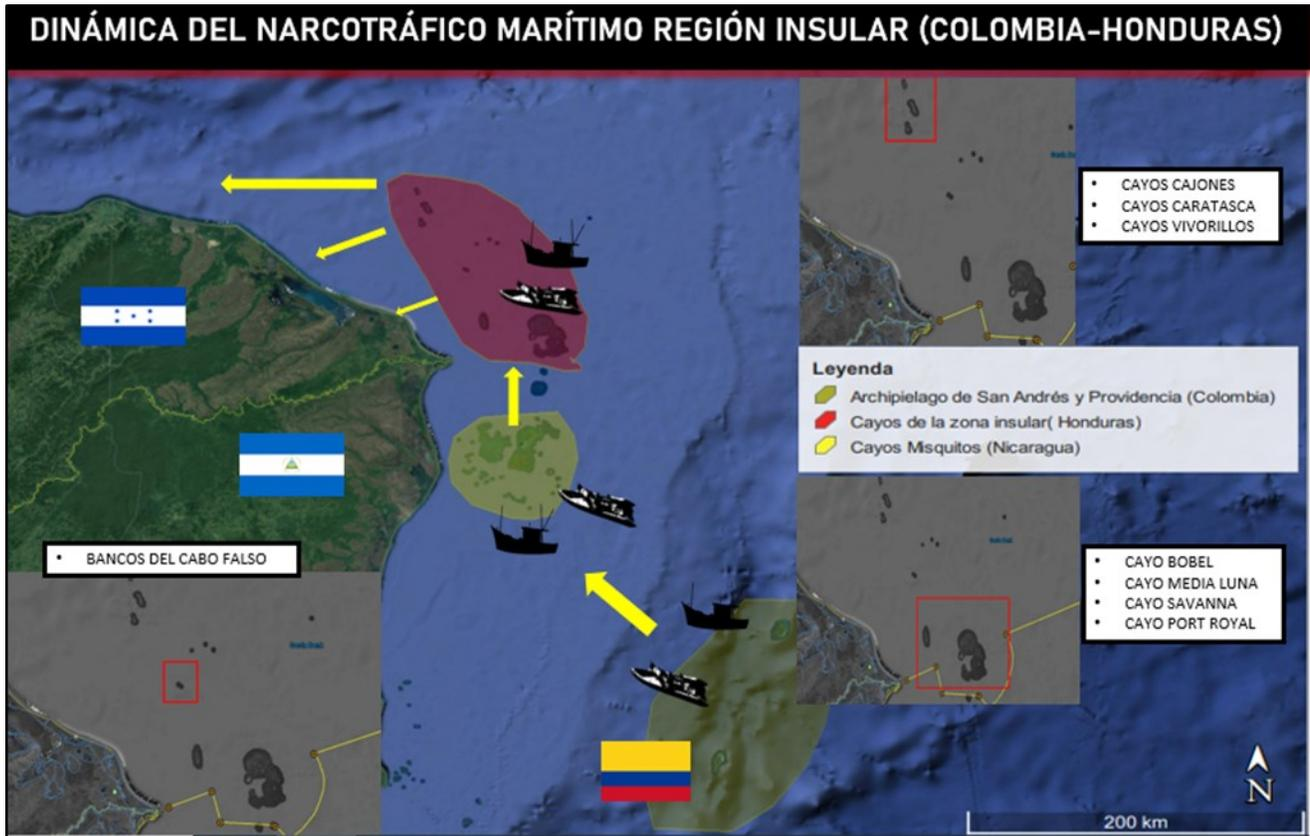 DINÁMICA DEL NARCOTRÁFICO MARÍTIMO REGIÓN INSULAR (COLOMBIA-HONDURAS)
• CAYOS CAJONES
• CAYOS CARATASCA
• CAYOS VIVORILLOS
Leyenda
Archipielago de San Andrés y Providencia (Colombia)
Cayos de la zona insular( Honduras)
Cayos Misquitos (Nicaragua)
• BANCOS DEL CABO FALSO
• CAYO BOBEL
• CAYO MEDIA LUNA
• CAYO SAVANNA
• CAYO PORT ROYAL
N
200 km